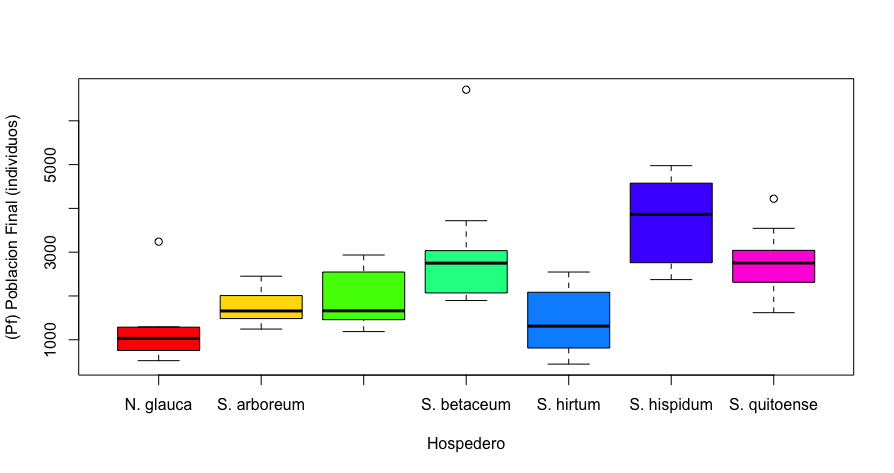 (Pf) Poblacion Final (individuos)
5000
3000
1000
N. glauca S. arboreum S. betaceum S. hirtum S. hispidum S. quitoense
Hospedero